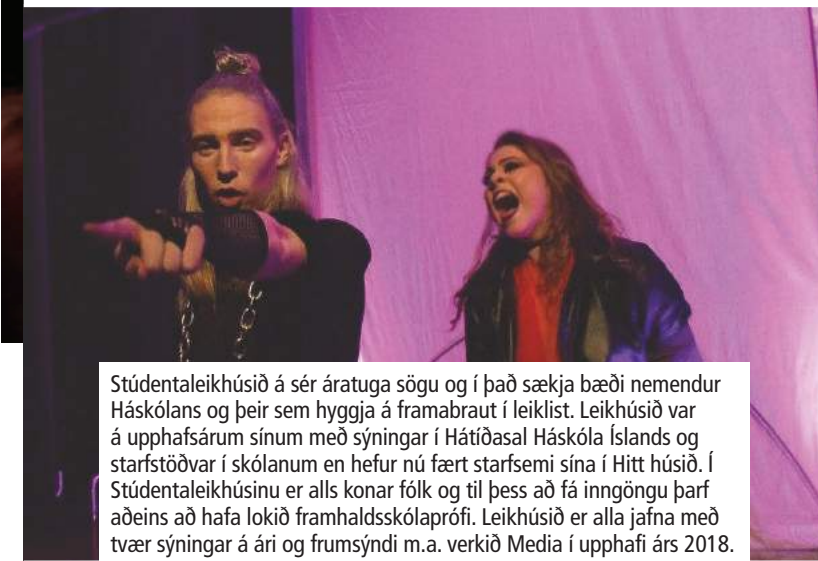 Stúdentaleikhúsið á sér áratuga sögu og í það sækja bæði nemendur
Háskólans og þeir sem hyggja á framabraut í leiklist. Leikhúsið var
á upphafsárum sínum með sýningar í Hátíðasal Háskóla Íslands og
starfstöðvar í skólanum en hefur nú fært starfsemi sína í Hitt húsið. Í
Stúdentaleikhúsinu er alls konar fólk og til þess að fá inngöngu þarf
aðeins að hafa lokið framhaldsskólaprófi. Leikhúsið er alla jafna með
tvær sýningar á ári og frumsýndi m.a. verkið Media í upphafi árs 2018.